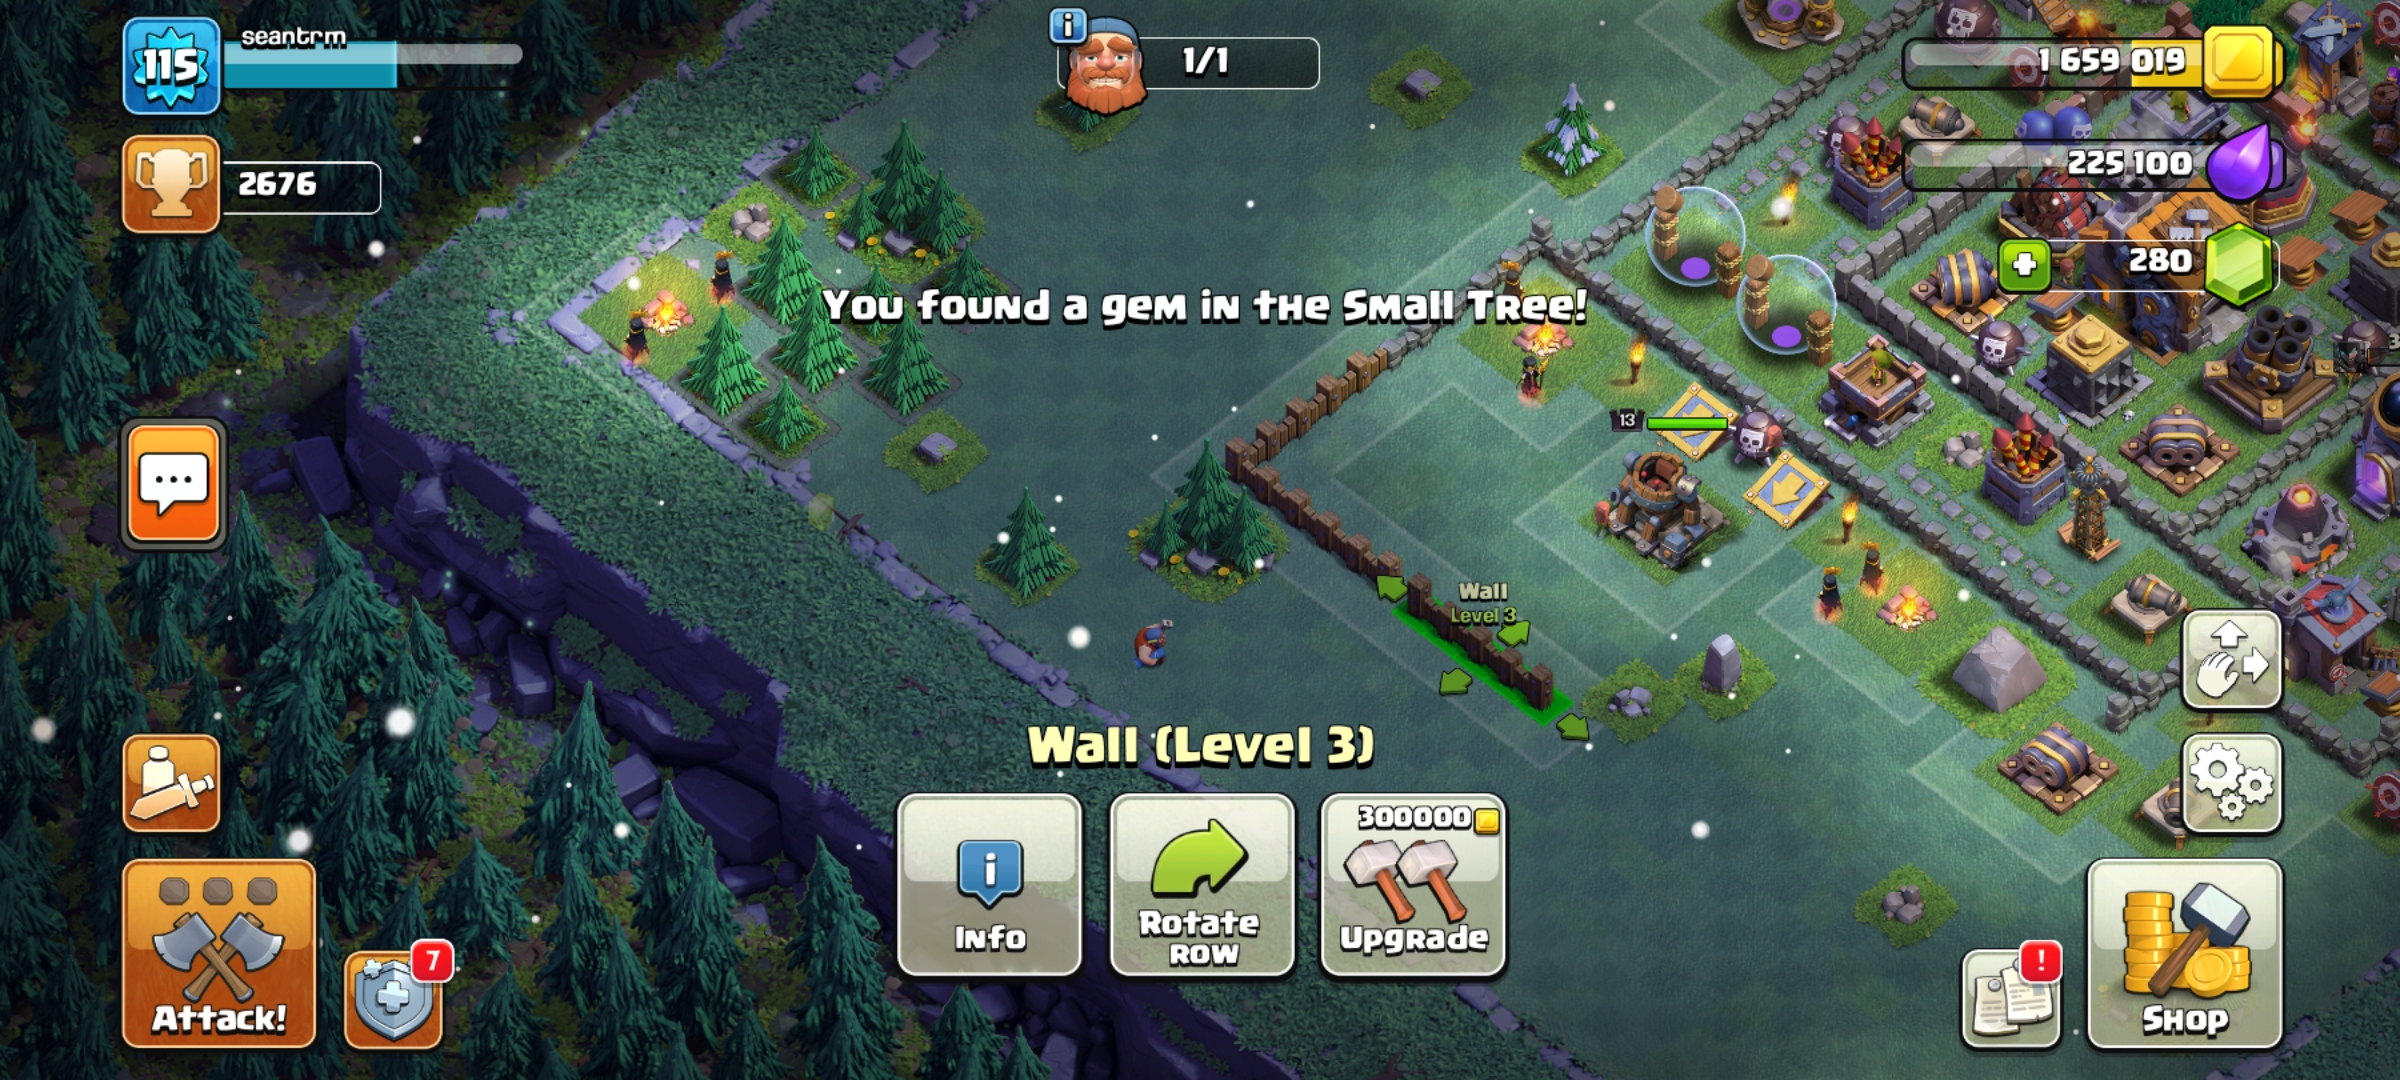 115
seantrm
1/1
1 659 019
2676
225 100
280
You found a gem in the Small Tree!
13
Wall
Level 3
Wall (Level 3)
300000
Info
Rotate
row
Upgrade
7
!
Attack!
Shop